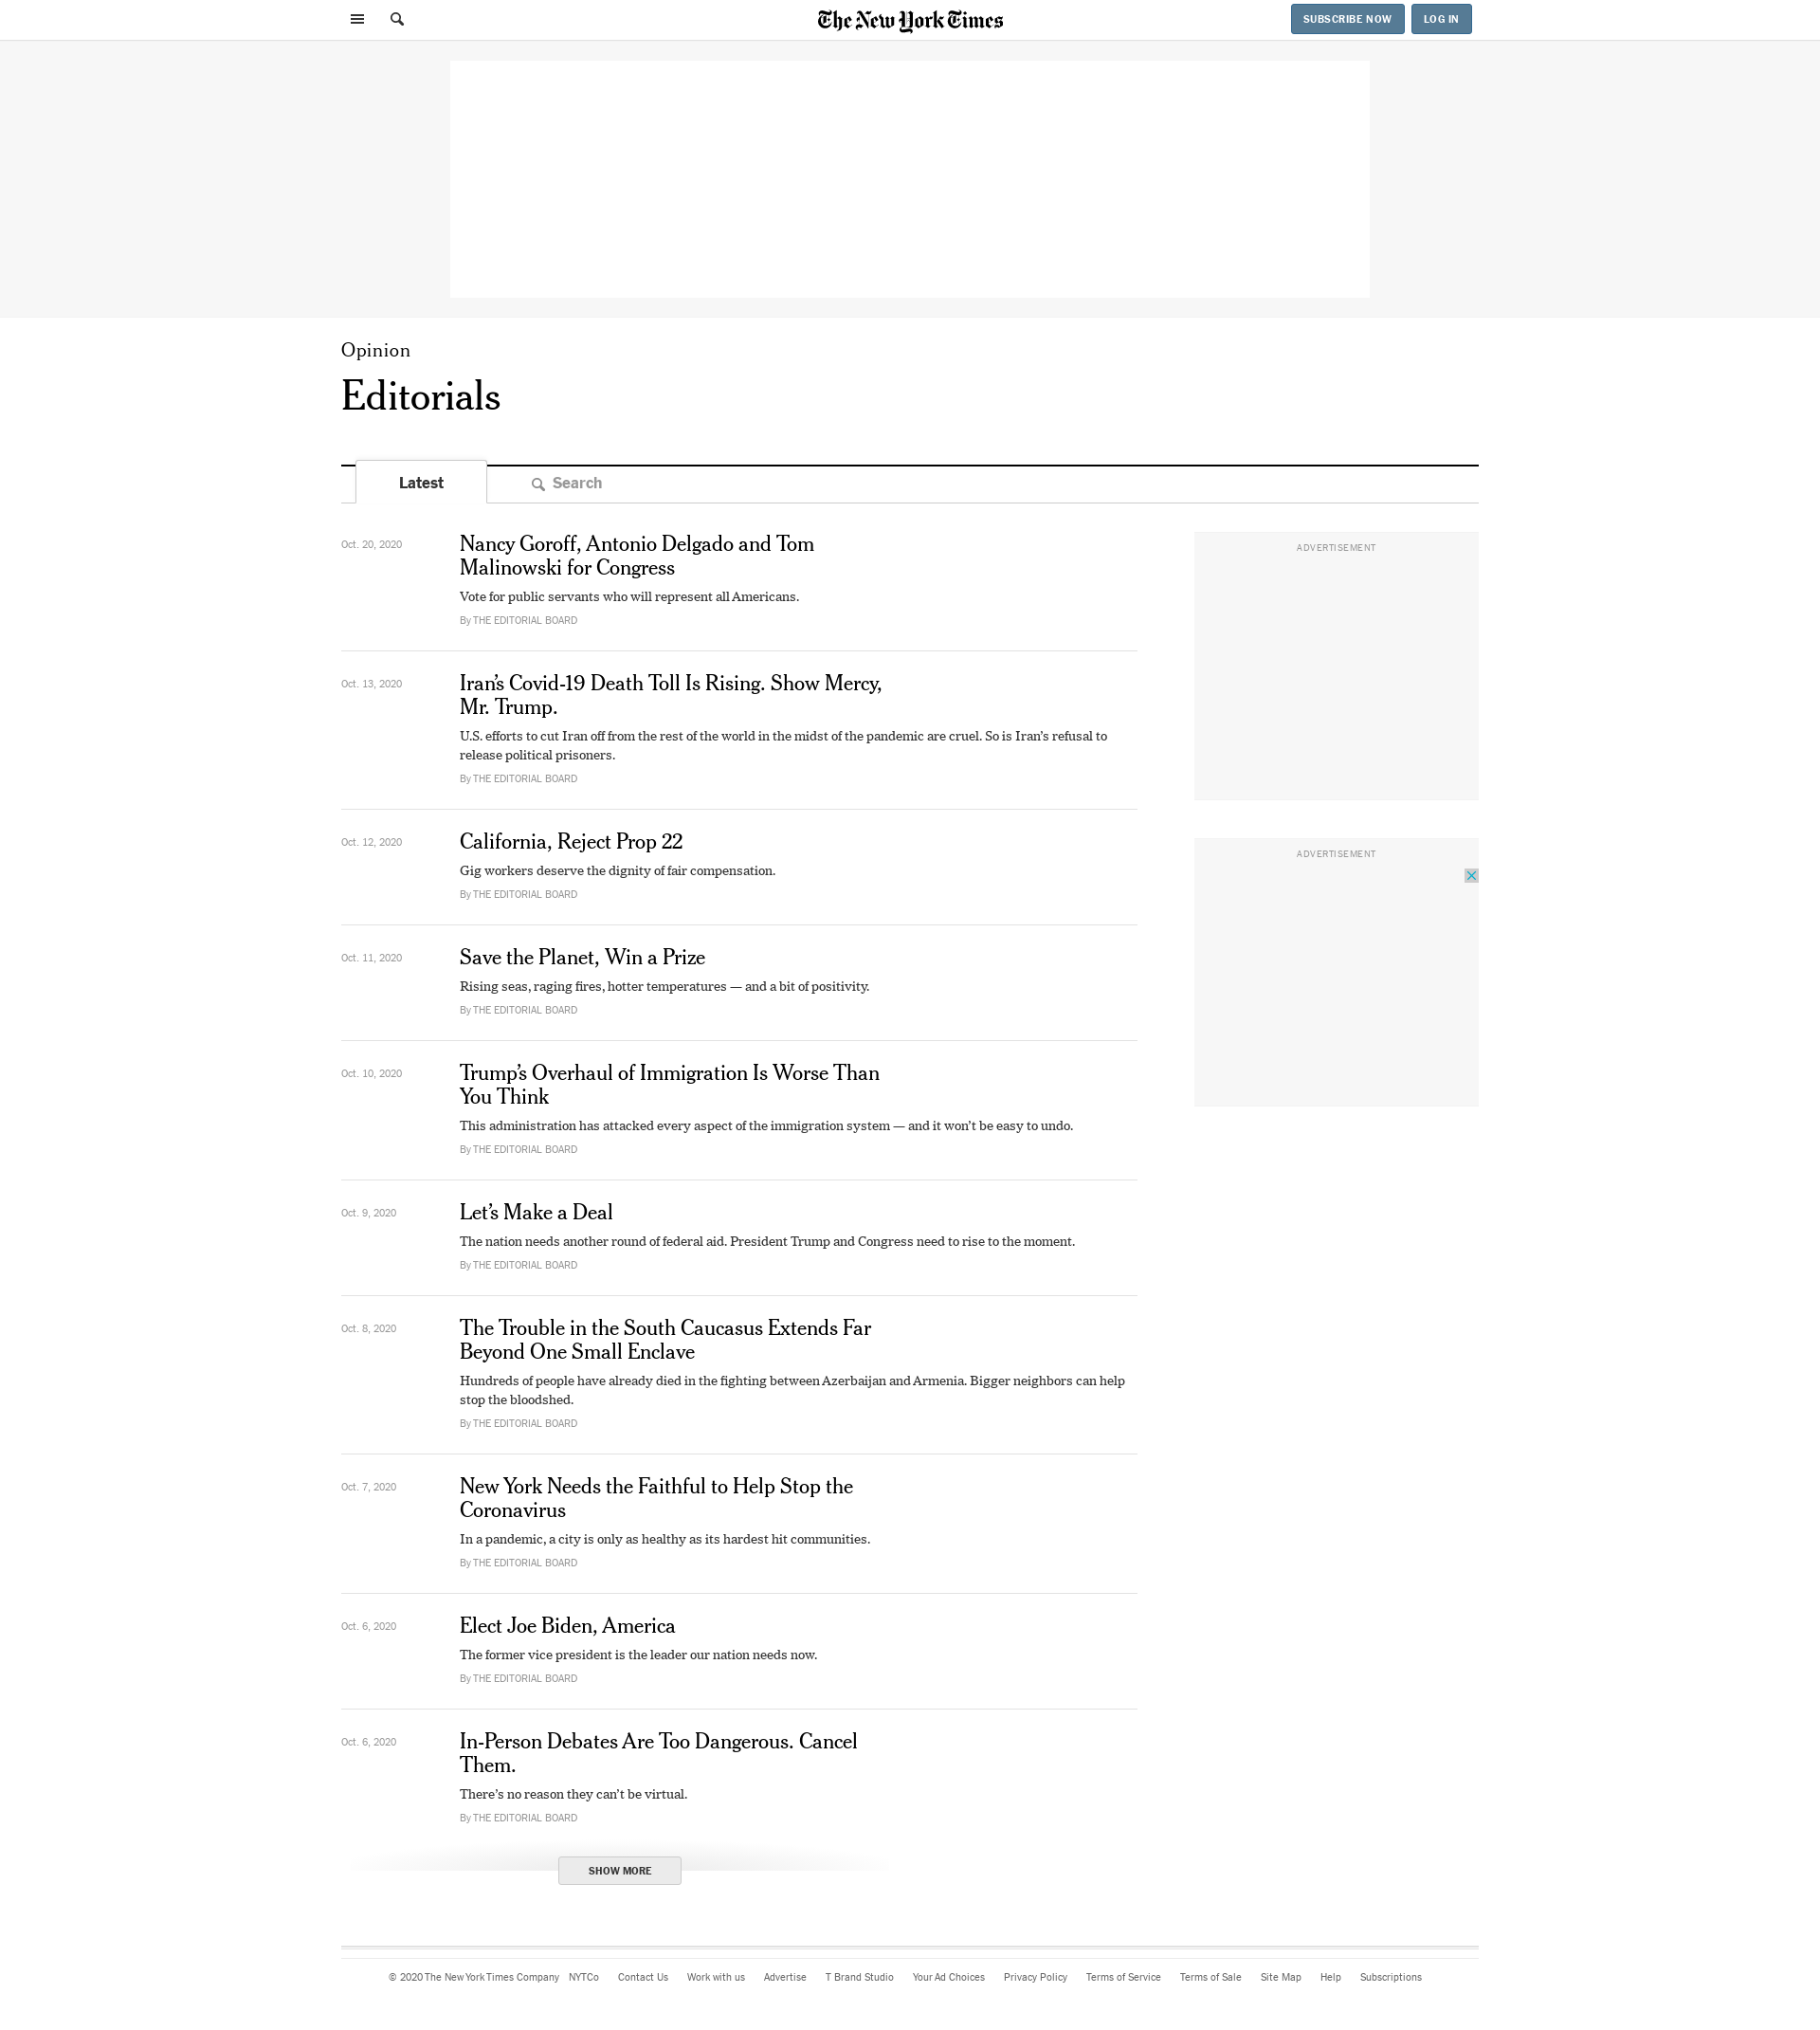 The New York Times
SUBSCRIBE NOW
LOG IN
Opinion
Editorials
Latest
Search
Oct. 20, 2020
Nancy Goroff, Antonio Delgado and Tom
Malinowski for Congress
Vote for public servants who will represent all Americans.
By THE EDITORIAL BOARD
ADVERTISEMENT
Oct. 13, 2020
Iran’s Covid-19 Death Toll Is Rising. Show Mercy,
Mr. Trump.
U.S. efforts to cut Iran off from the rest of the world in the midst of the pandemic are cruel. So is Iran’s refusal to
release political prisoners.
By THE EDITORIAL BOARD
Oct. 12, 2020
California, Reject Prop 22
Gig workers deserve the dignity of fair compensation.
By THE EDITORIAL BOARD
ADVERTISEMENT
Oct. 11, 2020
Save the Planet, Win a Prize
Rising seas, raging fires, hotter temperatures — and a bit of positivity.
By THE EDITORIAL BOARD
Oct. 10, 2020
Trump’s Overhaul of Immigration Is Worse Than
You Think
This administration has attacked every aspect of the immigration system — and it won’t be easy to undo.
By THE EDITORIAL BOARD
Oct. 9, 2020
Let’s Make a Deal
The nation needs another round of federal aid. President Trump and Congress need to rise to the moment.
By THE EDITORIAL BOARD
Oct. 8, 2020
The Trouble in the South Caucasus Extends Far
Beyond One Small Enclave
Hundreds of people have already died in the fighting between Azerbaijan and Armenia. Bigger neighbors can help
stop the bloodshed.
By THE EDITORIAL BOARD
Oct. 7, 2020
New York Needs the Faithful to Help Stop the
Coronavirus
In a pandemic, a city is only as healthy as its hardest hit communities.
By THE EDITORIAL BOARD
Oct. 6, 2020
Elect Joe Biden, America
The former vice president is the leader our nation needs now.
By THE EDITORIAL BOARD
Oct. 6, 2020
In-Person Debates Are Too Dangerous. Cancel
Them.
There’s no reason they can’t be virtual.
By THE EDITORIAL BOARD
SHOW MORE
© 2020 The New York Times Company NYTCo Contact Us Work with us Advertise T Brand Studio Your Ad Choices Privacy Policy Terms of Service Terms of Sale Site Map Help Subscriptions